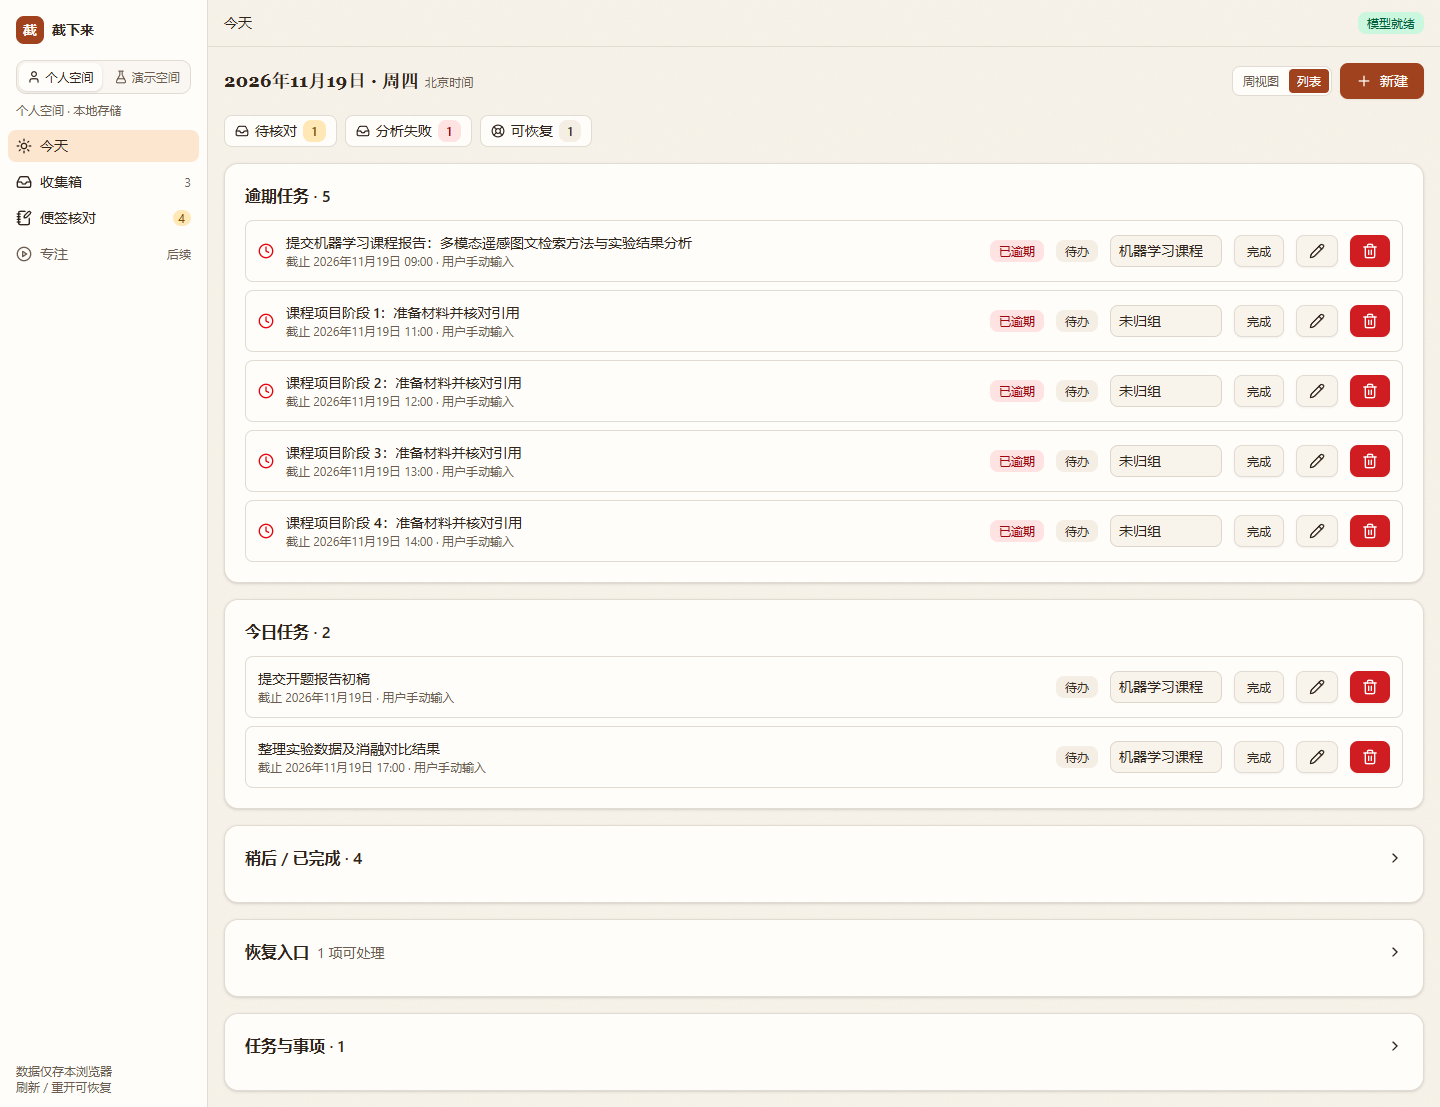 截 截下来
个人空间 演示空间
个人空间 · 本地存储
今天
收集箱 3
便签核对 4
专注 后续
数据仅存本浏览器
刷新 / 重开可恢复
今天 模型就绪
2026年11月19日 · 周四 北京时间 周视图 列表 新建
待核对 1 分析失败 1 可恢复 1
逾期任务 · 5
提交机器学习课程报告：多模态遥感图文检索方法与实验结果分析
截止 2026年11月19日 09:00 · 用户手动输入
已逾期 待办 机器学习课程 完成
课程项目阶段 1：准备材料并核对引用
截止 2026年11月19日 11:00 · 用户手动输入
已逾期 待办 未归组 完成
课程项目阶段 2：准备材料并核对引用
截止 2026年11月19日 12:00 · 用户手动输入
已逾期 待办 未归组 完成
课程项目阶段 3：准备材料并核对引用
截止 2026年11月19日 13:00 · 用户手动输入
已逾期 待办 未归组 完成
课程项目阶段 4：准备材料并核对引用
截止 2026年11月19日 14:00 · 用户手动输入
已逾期 待办 未归组 完成
今日任务 · 2
提交开题报告初稿
截止 2026年11月19日 · 用户手动输入
待办 机器学习课程 完成
整理实验数据及消融对比结果
截止 2026年11月19日 17:00 · 用户手动输入
待办 机器学习课程 完成
稍后 / 已完成 · 4
恢复入口 1 项可处理
任务与事项 · 1